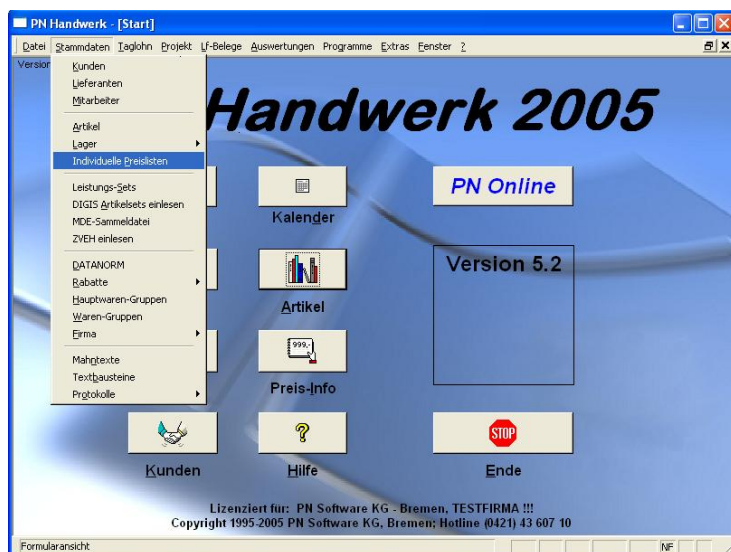 PN Handwerk - [Start]
Datei Stammdaten Taglohn Projekt Lf-Belege Auswertungen Programme Extras Fenster ?
Version
Kunden
Lieferanten
Mitarbeiter
Artikel
Lager
Individuelle Preislisten
Leistungs-Sets
DIGIS Artikelsets einlesen
MDE-Sammeldatei
ZVEH einlesen
DATANORM
Rabatte
Hauptwaren-Gruppen
Waren-Gruppen
Firma
Mahntexte
Textbausteine
Protokolle
Handwerk 2005
Kalender
PN Online
Artikel
Version 5.2
999,-
Preis-Info
STOP
Kunden
?
Hilfe
Ende
Lizenziert für: PN Software KG - Bremen, TESTFIRMA !!!
Copyright 1995-2005 PN Software KG, Bremen; Hotline (0421) 43 607 10
Formularansicht
NF